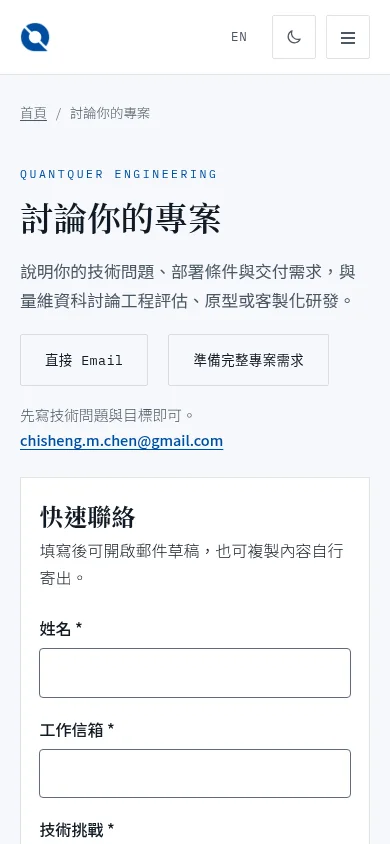 EN
首頁 / 討論你的專案
QUANTQUER ENGINEERING
討論你的專案
說明你的技術問題、部署條件與交付需求，與
量維資科討論工程評估、原型或客製化研發。
直接 Email
準備完整專案需求
先寫技術問題與目標即可。
chisheng.m.chen@gmail.com
快速聯絡
填寫後可開啟郵件草稿，也可複製內容自行
寄出。
姓名 *
工作信箱 *
技術挑戰 *